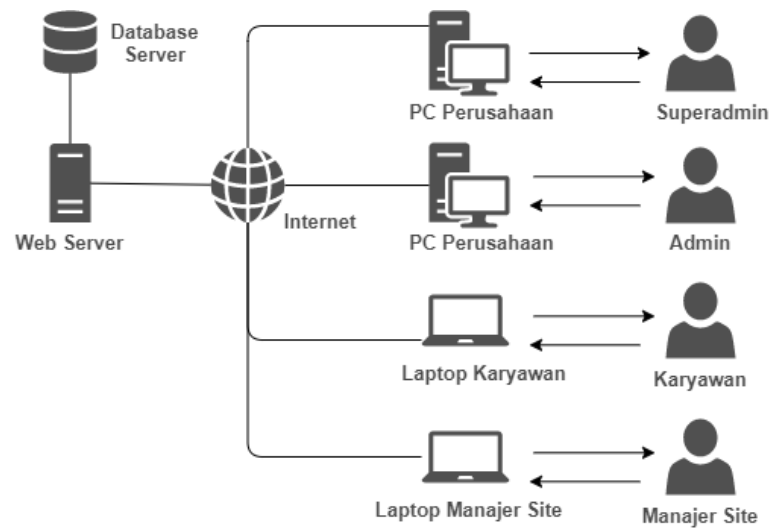 Database
Server
PC Perusahaan
Superadmin
Web Server
Internet
PC Perusahaan
Admin
Laptop Karyawan
Karyawan
Laptop Manajer Site
Manajer Site